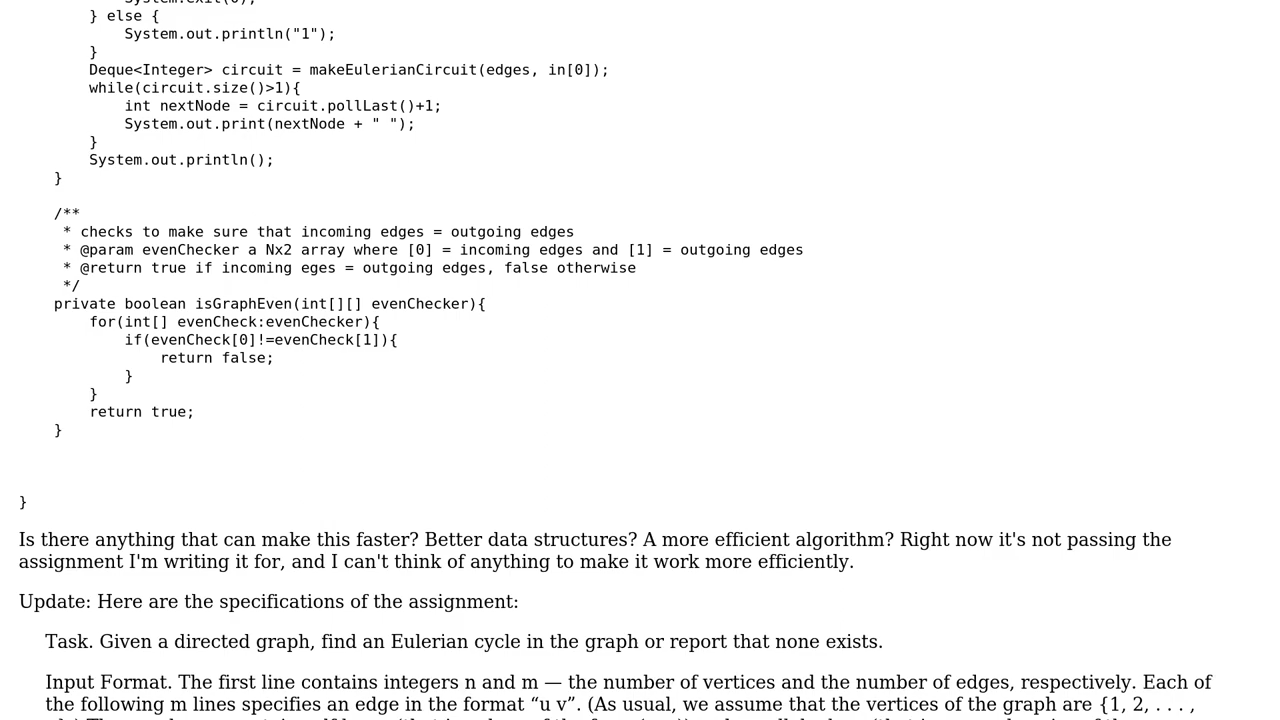 System.exit(0);
} else {
System.out.println("1");
}
Deque<Integer> circuit = makeEulerianCircuit(edges, in[0]);
while(circuit.size()>1){
int nextNode = circuit.pollLast()+1;
System.out.print(nextNode + " ");
}
System.out.println();
}
/**
* checks to make sure that incoming edges = outgoing edges
* @param evenChecker a Nx2 array where [0] = incoming edges and [1] = outgoing edges
* @return true if incoming eges = outgoing edges, false otherwise
*/
private boolean isGraphEven(int[][] evenChecker){
for(int[] evenCheck:evenChecker){
if(evenCheck[0]!=evenCheck[1]){
return false;
}
}
return true;
}
}
Is there anything that can make this faster? Better data structures? A more efficient algorithm? Right now it's not passing the
assignment I'm writing it for, and I can't think of anything to make it work more efficiently.
Update: Here are the specifications of the assignment:
Task. Given a directed graph, find an Eulerian cycle in the graph or report that none exists.
Input Format. The first line contains integers n and m — the number of vertices and the number of edges, respectively. Each of
the following m lines specifies an edge in the format “u v”. (As usual, we assume that the vertices of the graph are {1, 2, . . . ,